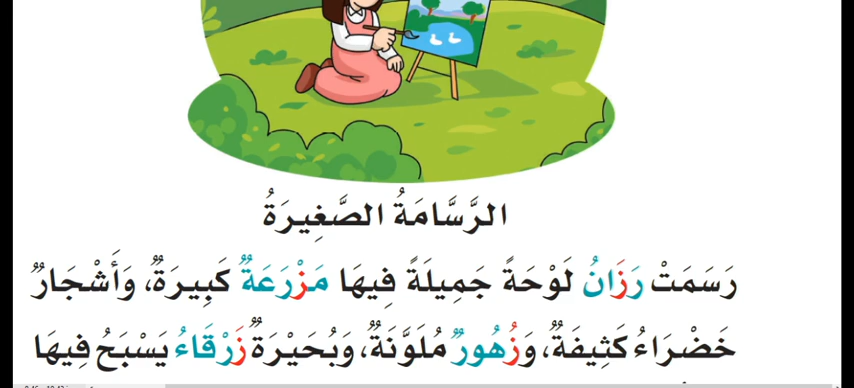 الرَّسَّامَةُ الصَّغِيرَةُ
رَسَمَتْ رَزَانُ لَوْحَةً جَمِيلَةً فِيهَا مَزْرَعَةٌ كَبِيرَةٌ، وَأَشْجَارٌ
خَضْرَاءُ كَثِيفَةٌ، وَزُهُورٌ مُلَوَّنَةٌ، وَبُحَيْرَةٌ زَرْقَاءُ يَسْبَحُ فِيهَا